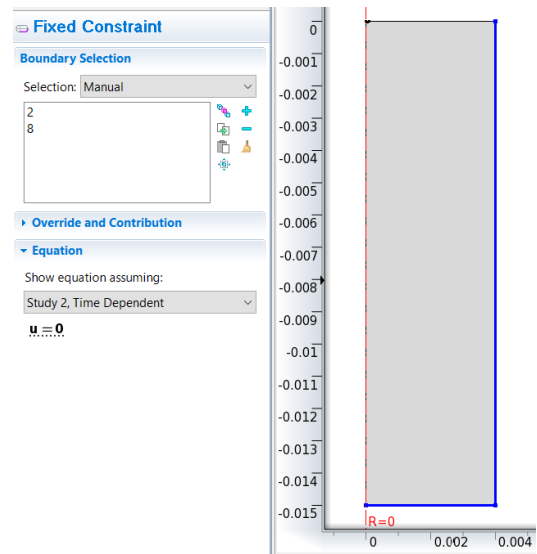 Fixed Constraint
Boundary Selection
Selection: Manual
2
8
Override and Contribution
Equation
Show equation assuming:
Study 2, Time Dependent
u = 0
0
-0.001
-0.002
-0.003
-0.004
-0.005
-0.006
-0.007
-0.008
-0.009
-0.01
-0.011
-0.012
-0.013
-0.014
-0.015
R=0
0
0.002
0.004